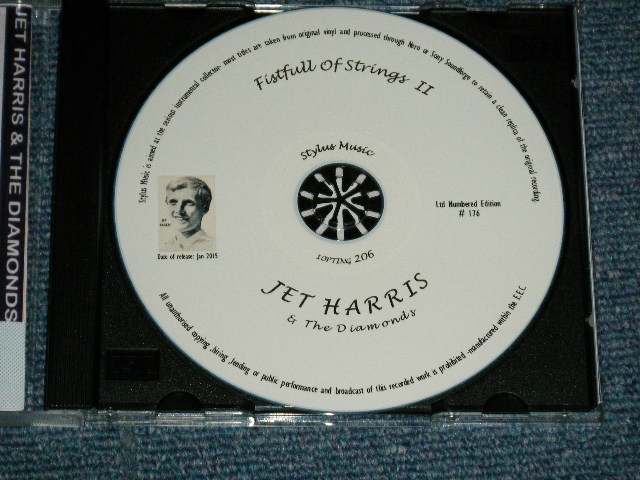 JET HARRIS & THE DIAMONDS
Stylus Music is aimed at the serious instrumental collector- most titles are taken from original vinyl and processed through Nero or Sony Soundforge to retain a clean replica of the original recording
Fistfull Of Strings II
Stylus Music
Ltd Numbered Edition
# 176
Date of release: Jan 2015
10PTING 206
JET HARRIS
& The Diamonds
All unauthorised copying ,hiring ,lending or public performance and broadcast of this recorded work is prohibited -manufactured within the E.E.C